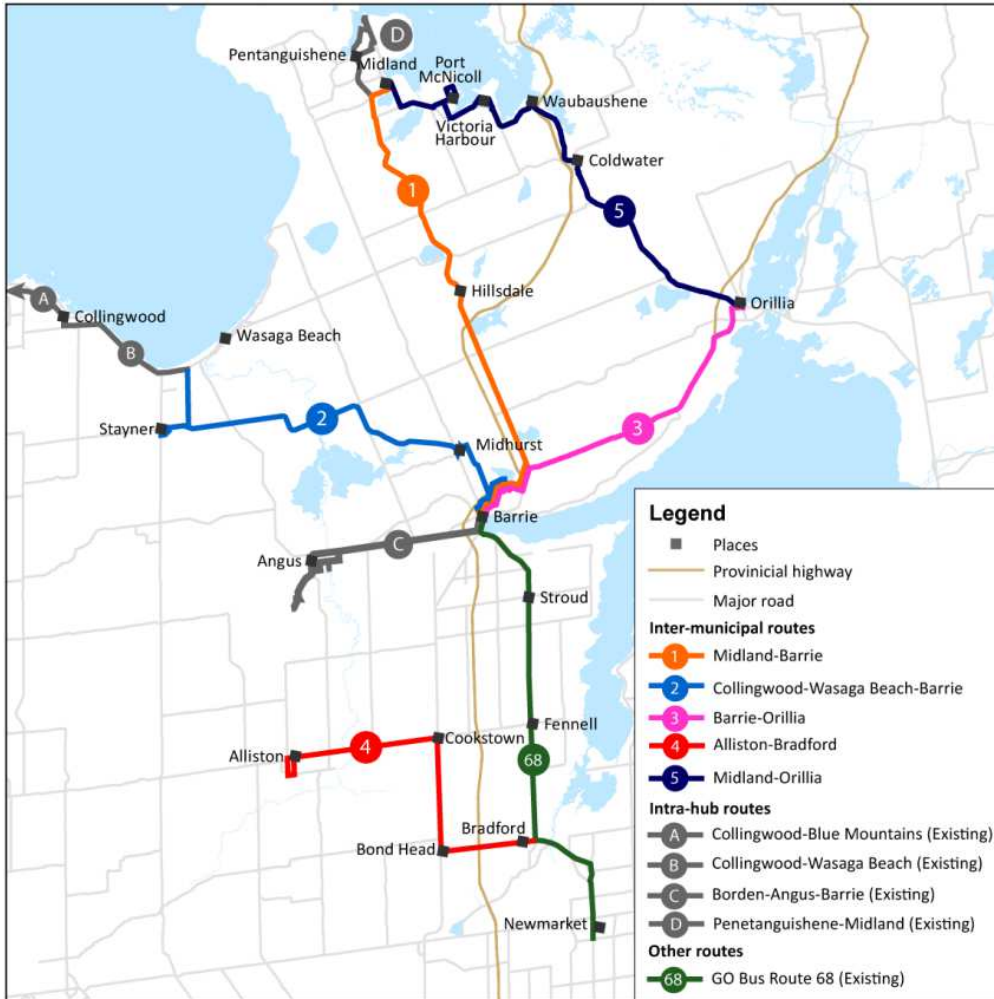 D
Pentanguishene
Midland
Port
McNicoll
Victoria
Harbour
Waubaushene
Coldwater
1
5
Hillsdale
Orillia
A
Collingwood
B
Wasaga Beach
Stayner
2
3
Midhurst
Barrie
C
Angus
Stroud
Fennell
Alliston
4
Cookstown
68
Bradford
Bond Head
Newmarket
Legend
Places
Provinicial highway
Major road
Inter-municipal routes
1 Midland-Barrie
2 Collingwood-Wasaga Beach-Barrie
3 Barrie-Orillia
4 Alliston-Bradford
5 Midland-Orillia
Intra-hub routes
A Collingwood-Blue Mountains (Existing)
B Collingwood-Wasaga Beach (Existing)
C Borden-Angus-Barrie (Existing)
D Penetanguishene-Midland (Existing)
Other routes
68 GO Bus Route 68 (Existing)